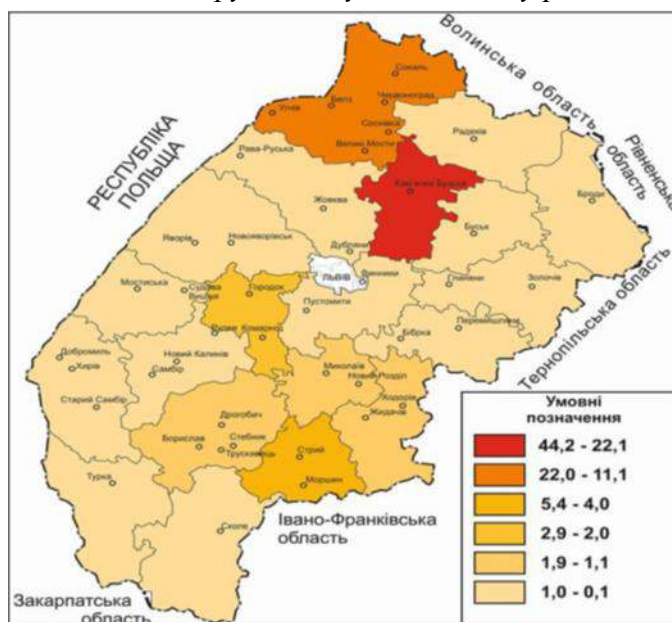 Волинська область
Рівненська область
РЕСПУБЛІКА
ПОЛЬЩА
Сокаль
Червоноград
Белз
Угнів
Соснівка
Великі Мости
Радехів
Рава-Руська
Кам'янка-Бузька
Броди
Жовква
Буськ
Яворів
Новояворівськ
Дубляни
ЛЬВІВ
Винники
Глиняни
Золочів
Мостиська
Судова
Вишня
Городок
Пустомити
Бібрка
Перемишляни
Комарно
Тернопільська область
Добромиль
Хирів
Новий Калинів
Самбір
Миколаїв
Новий Розділ
Старий Самбір
Ходорів
Жидачів
Дрогобич
Борислав
Стебник
Трускавець
Стрий
Моршин
Турка
Сколе
Івано-Франківська
область
Закарпатська
область
Умовні
позначення
44,2 - 22,1
22,0 - 11,1
5,4 - 4,0
2,9 - 2,0
1,9 - 1,1
1,0 - 0,1